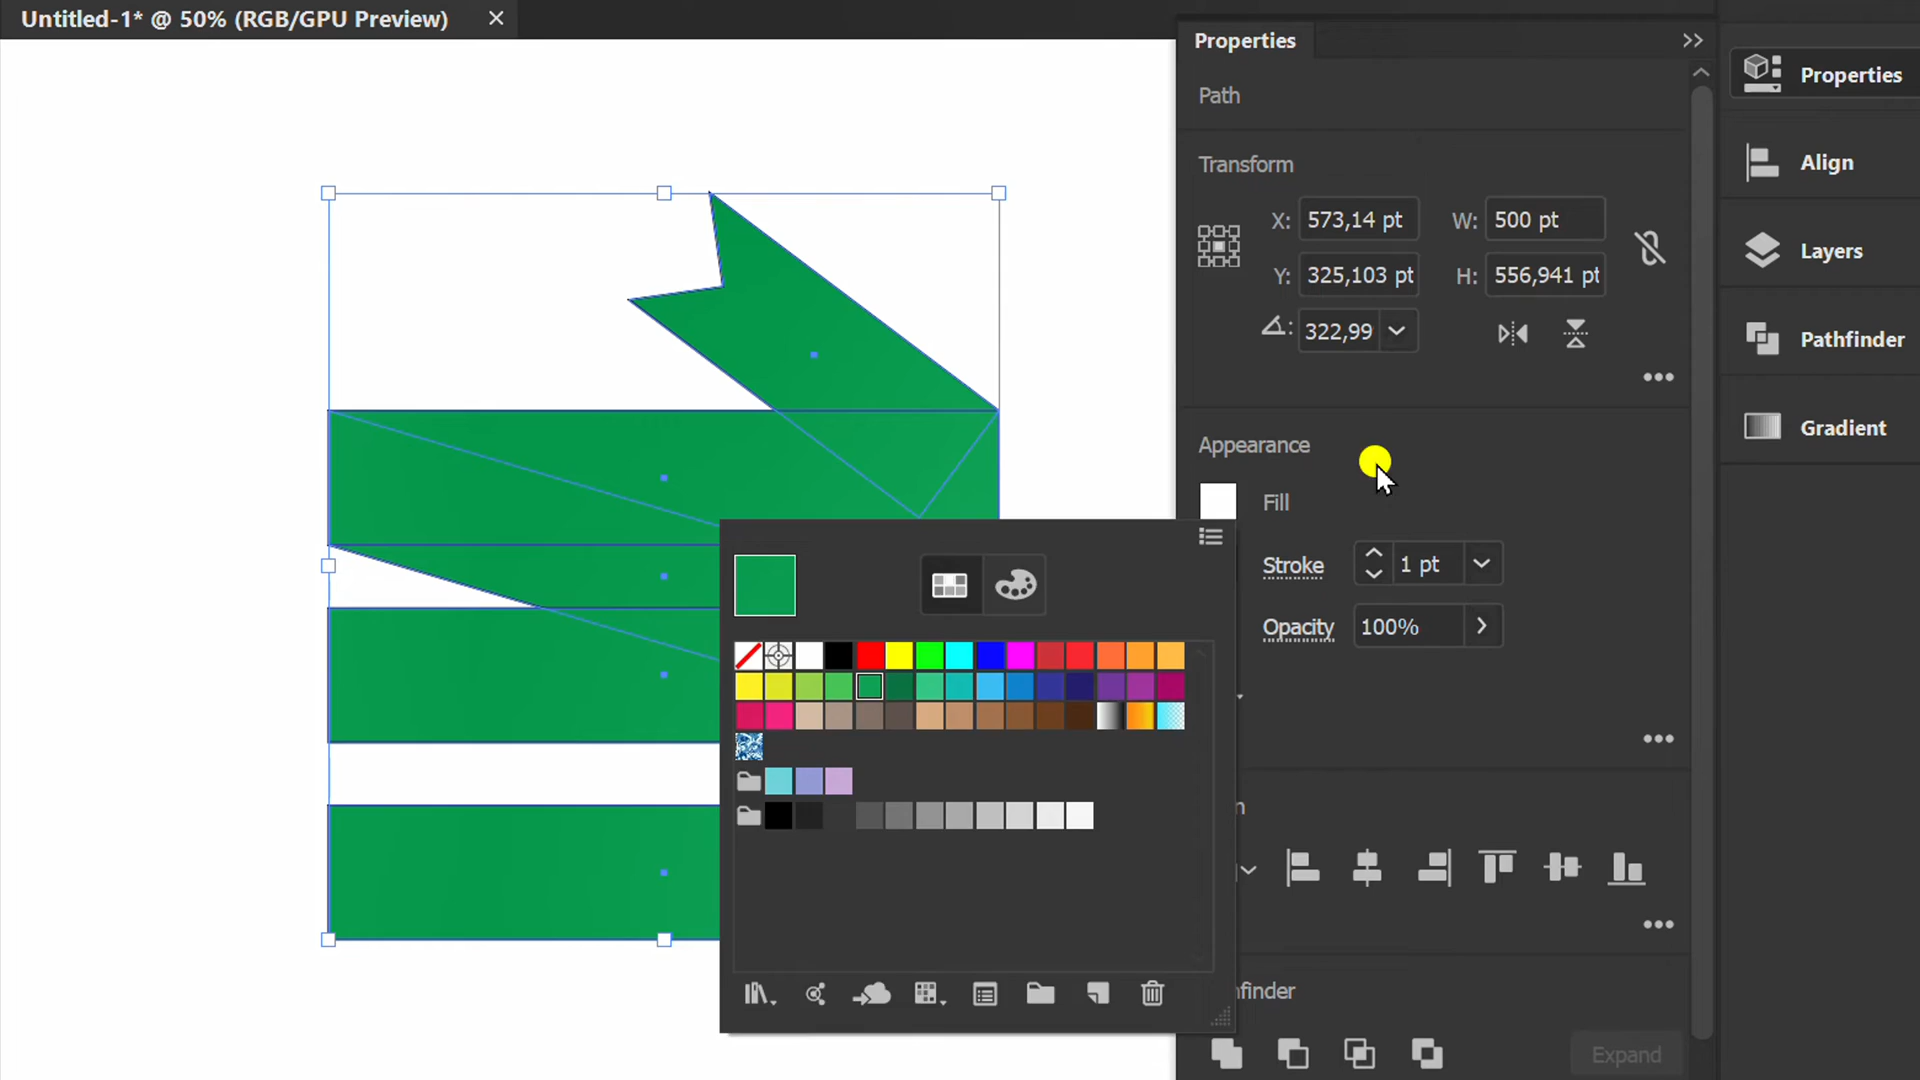 Untitled-1* @ 50% (RGB/GPU Preview)
Properties
Path
Transform
X: 573,14 pt W: 500 pt
Y: 325,103 pt H: 556,941 pt
322,99
Appearance
Fill
Stroke 1 pt
Opacity 100%
n
nfinder
Expand
Properties
Align
Layers
Pathfinder
Gradient